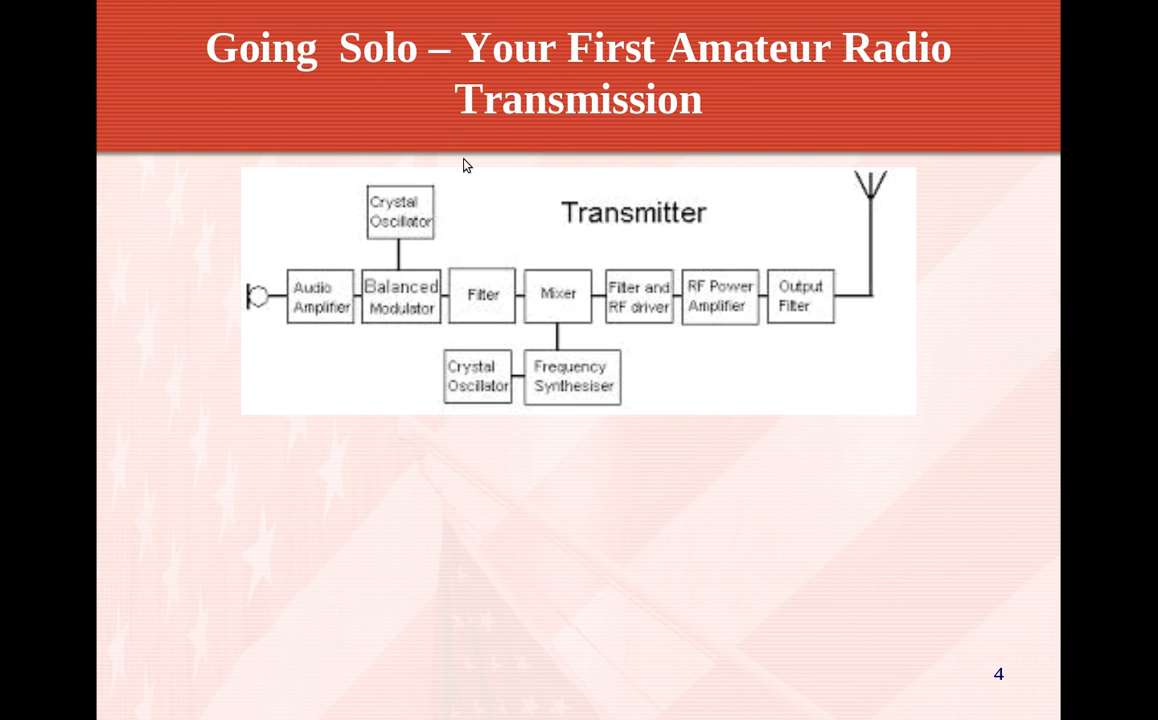 Going  Solo – Your First Amateur Radio
Transmission
Crystal
Oscillator
Transmitter
Audio
Amplifier
Balanced
Modulator
Filter
Mixer
Filter and
RF driver
RF Power
Amplifier
Output
Filter
Crystal
Oscillator
Frequency
Synthesiser
4